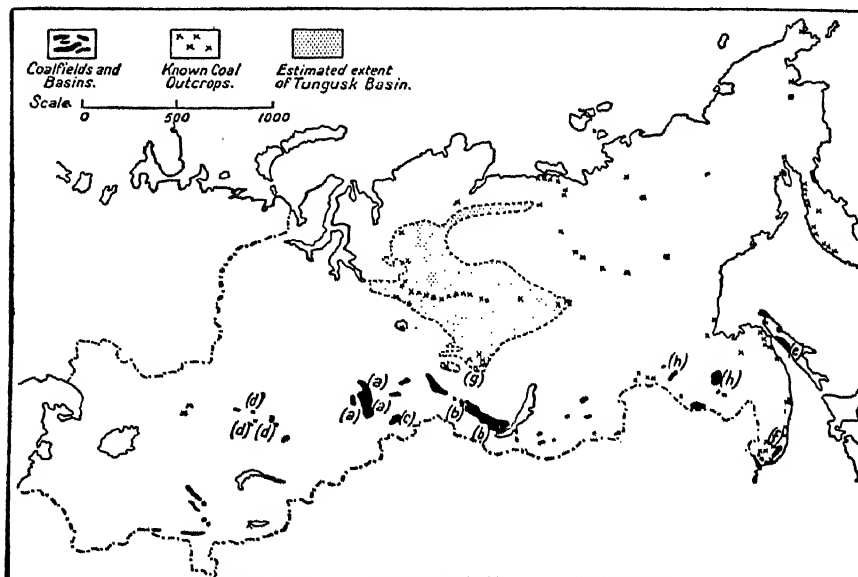 Coalfields and
Basins.
Known Coal
Outcrops.
Estimated extent
of Tungusk Basin.
Scale
0 500 1000
(a)
(a)
(a)
(b)
(b)
(c)
(d)
(d)
(d)
(e)
(f)
(g)
(h)
(h)